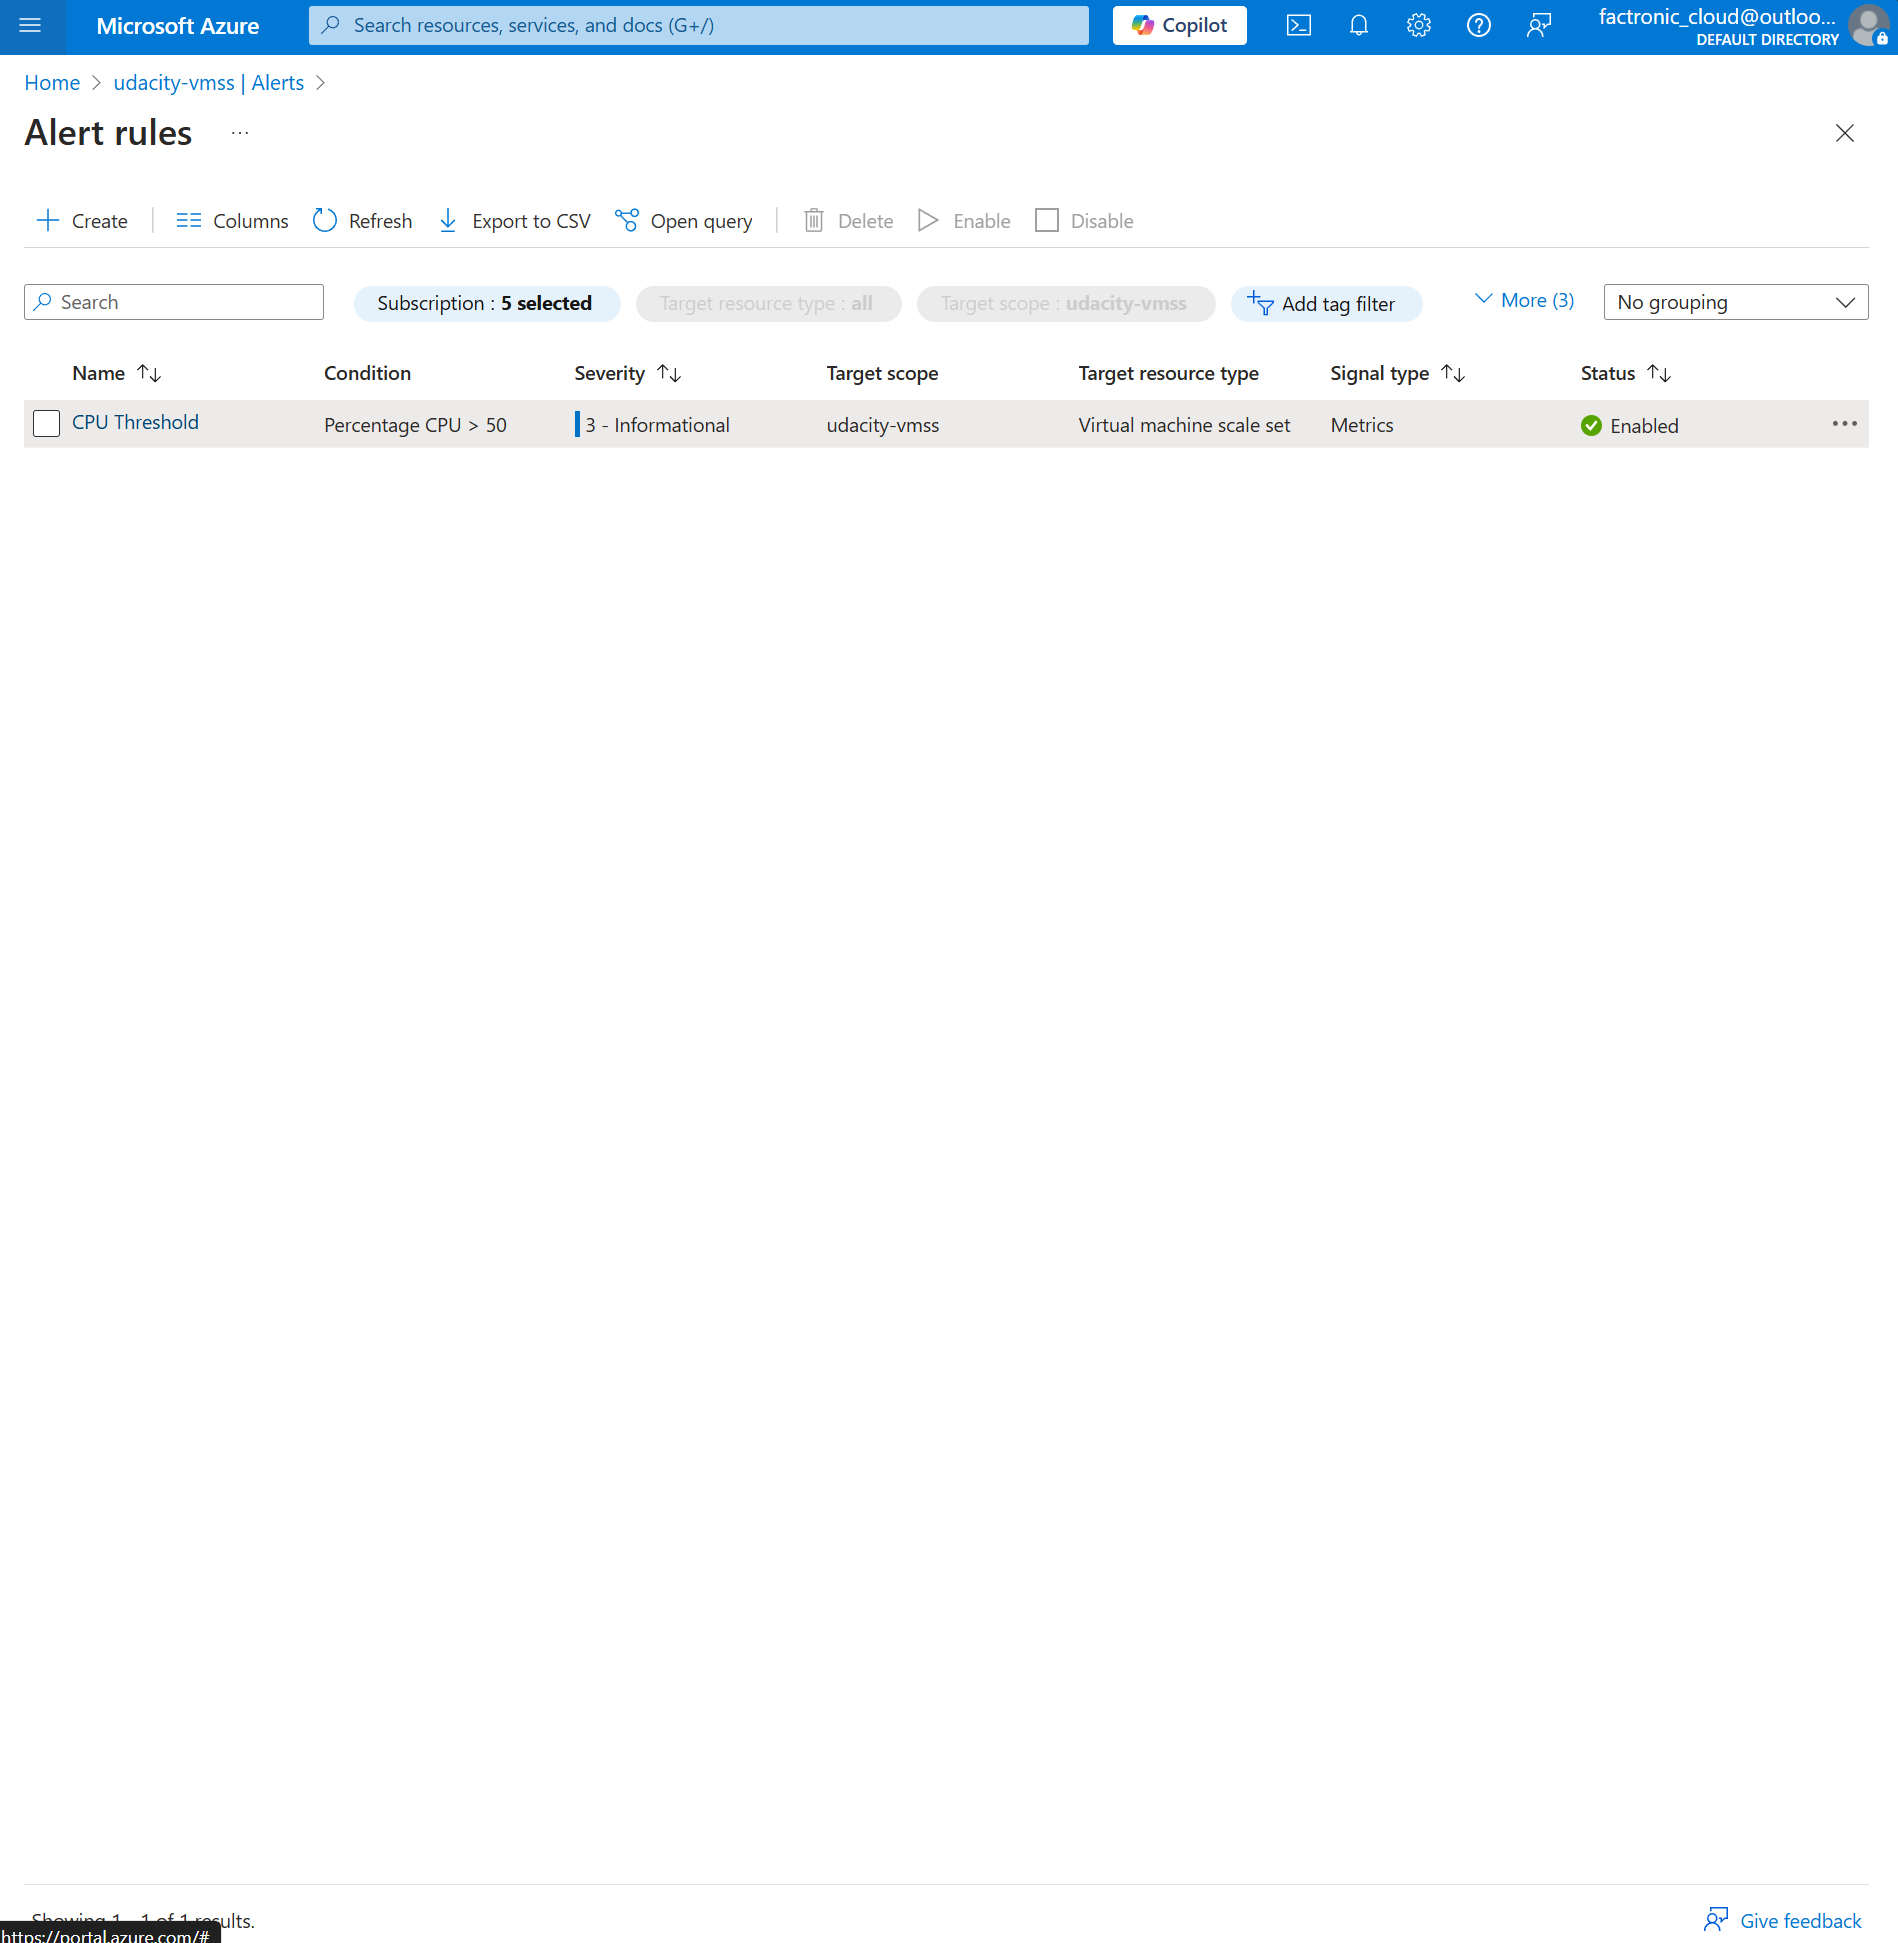 Microsoft Azure
Search resources, services, and docs (G+/)
Copilot
factronic_cloud@outloo...
DEFAULT DIRECTORY
Home > udacity-vmss | Alerts >
Alert rules ...
Create Columns Refresh Export to CSV Open query Delete Enable Disable
Search
Subscription : 5 selected
Target resource type : all
Target scope : udacity-vmss
Add tag filter
More (3)
No grouping
Name Condition Severity Target scope Target resource type Signal type Status
CPU Threshold Percentage CPU > 50 3 - Informational udacity-vmss Virtual machine scale set Metrics Enabled
Showing 1 - 1 of 1 results.
Give feedback
https://portal.azure.com/#